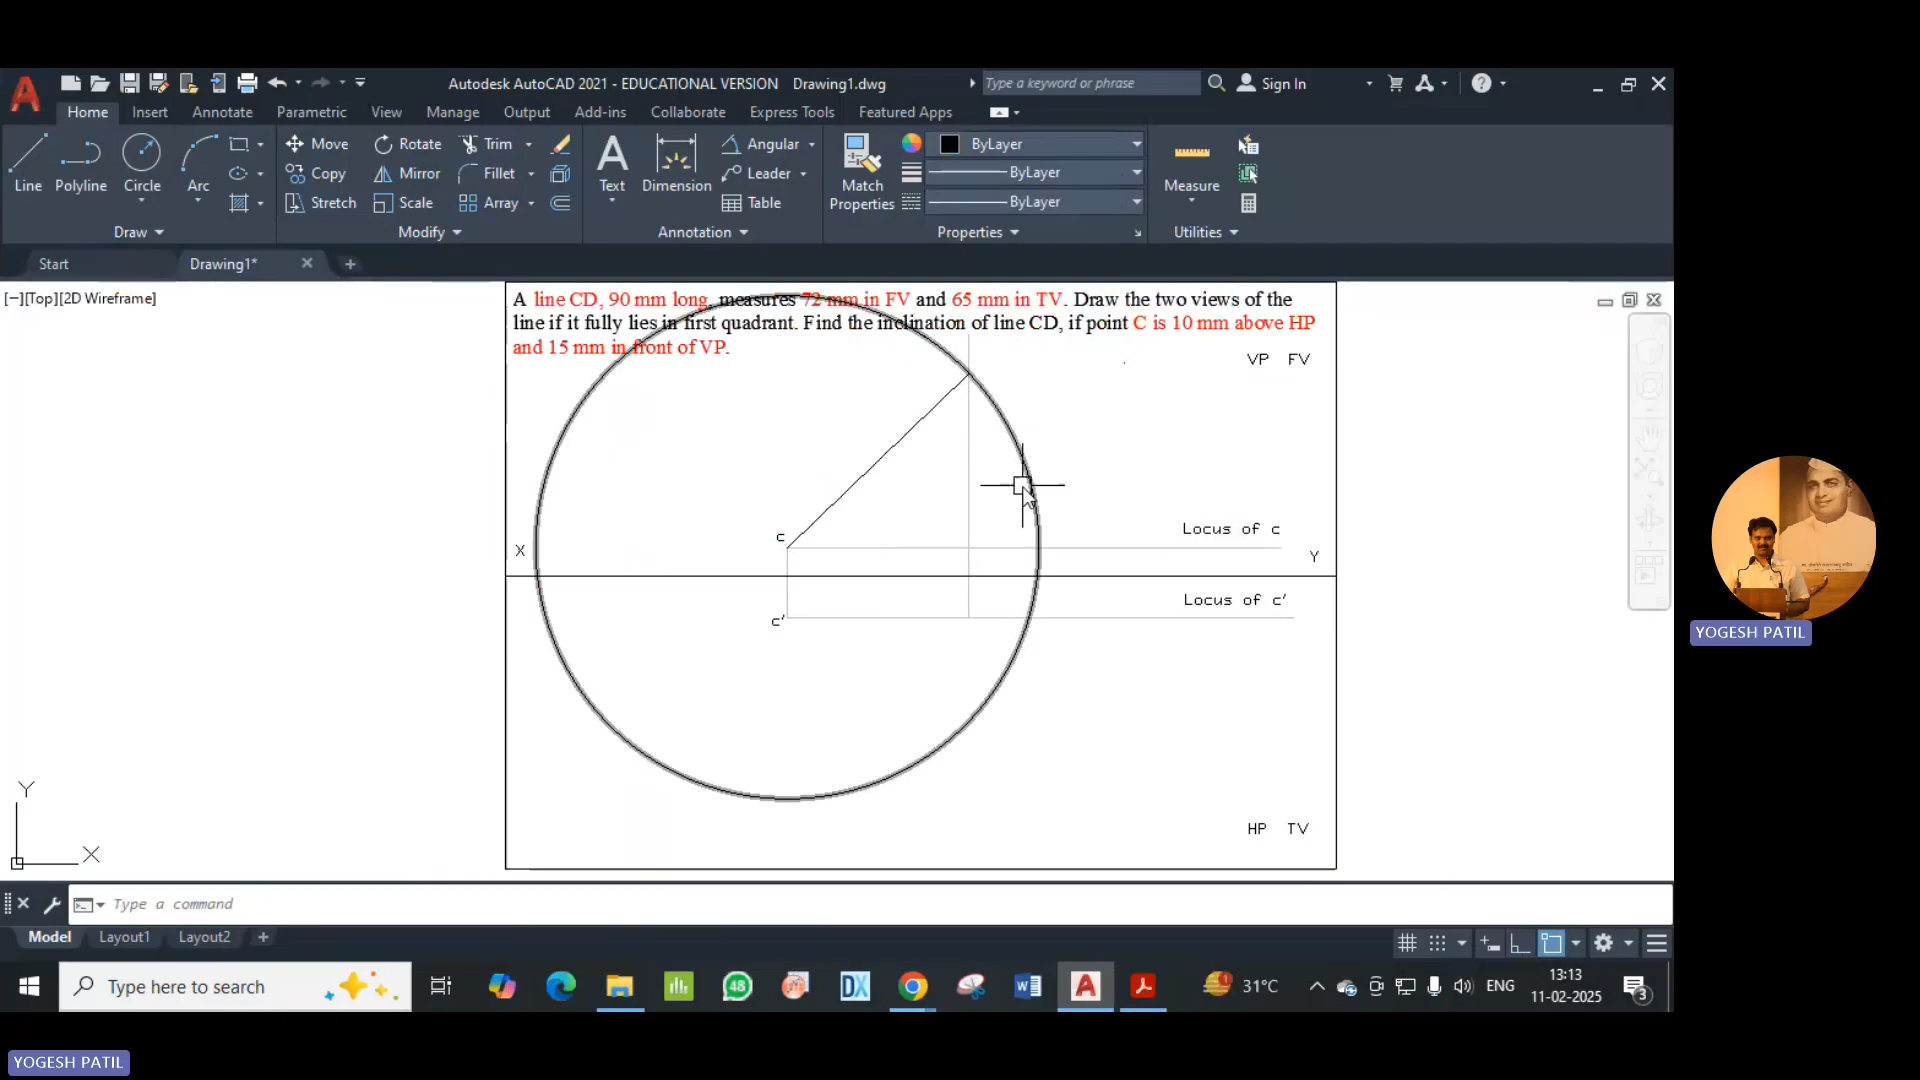 Autodesk AutoCAD 2021 - EDUCATIONAL VERSION Drawing1.dwg
Type a keyword or phrase
Sign In
Home Insert Annotate Parametric View Manage Output Add-ins Collaborate Express Tools Featured Apps
Line Polyline Circle Arc
Move Rotate Trim
Copy Mirror Fillet
Stretch Scale Array
Text Dimension
Angular
Leader
Table
Match Properties
ByLayer
ByLayer
ByLayer
Measure
Draw Modify Annotation Properties Utilities
Start Drawing1*
[−][Top][2D Wireframe]
A line CD, 90 mm long, measures 72 mm in FV and 65 mm in TV. Draw the two views of the
line if it fully lies in first quadrant. Find the inclination of line CD, if point C is 10 mm above HP
and 15 mm in front of VP.
VP FV
c
Locus of c
X
Y
Locus of c'
c'
HP TV
Y
X
Type a command
Model Layout1 Layout2
Type here to search
48
DX
1
31°C
ENG
13:13
11-02-2025
3
YOGESH PATIL
YOGESH PATIL